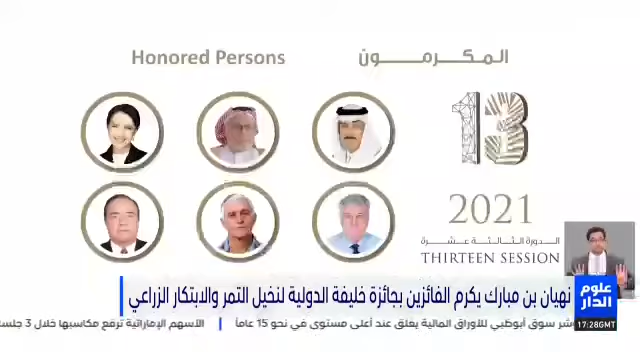 Honored Persons
المكرمون
13
2021
الدورة الثالثة عشرة
THIRTEEN SESSION
نهيان بن مبارك يكرم الفائزين بجائزة خليفة الدولية لنخيل التمر والابتكار الزراعي
علوم الدار
17:28GMT
سوق أبوظبي للأوراق المالية يغلق عند أعلى مستوى في نحو 15 عاماً | الأسهم الإماراتية ترفع مكاسبها خلال 3